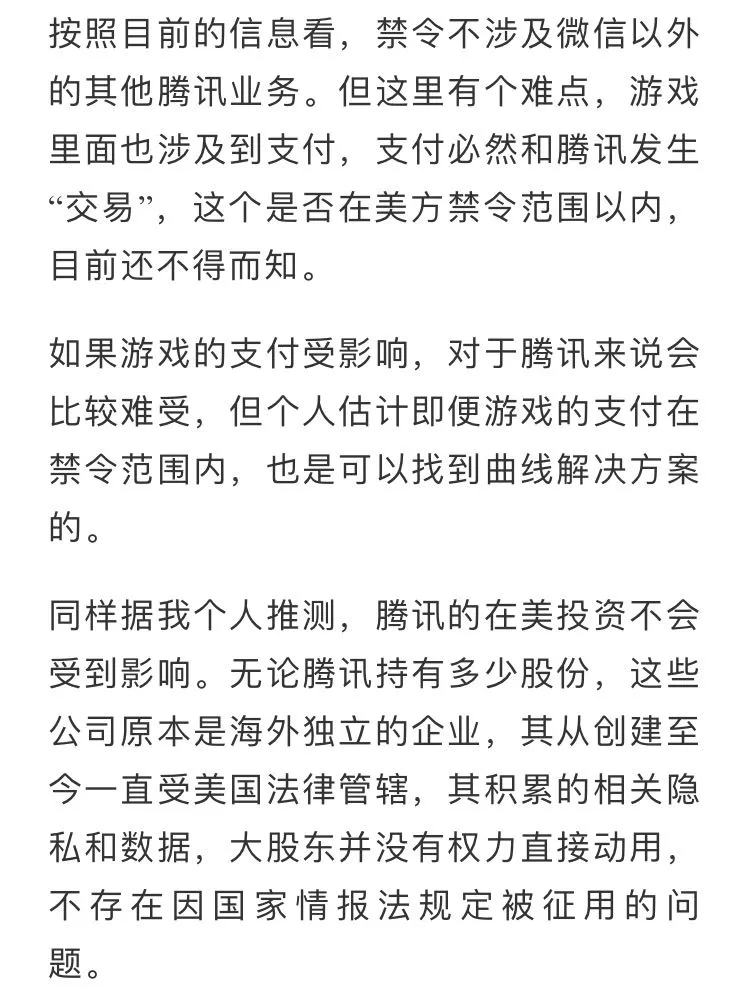 按照目前的信息看，禁令不涉及微信以外
的其他腾讯业务。但这里有个难点，游戏
里面也涉及到支付，支付必然和腾讯发生
“交易”，这个是否在美方禁令范围以内，
目前还不得而知。
如果游戏的支付受影响，对于腾讯来说会
比较难受，但个人估计即便游戏的支付在
禁令范围内，也是可以找到曲线解决方案
的。
同样据我个人推测，腾讯的在美投资不会
受到影响。无论腾讯持有多少股份，这些
公司原本是海外独立的企业，其从创建至
今一直受美国法律管辖，其积累的相关隐
私和数据，大股东并没有权力直接动用，
不存在因国家情报法规定被征用的问
题。